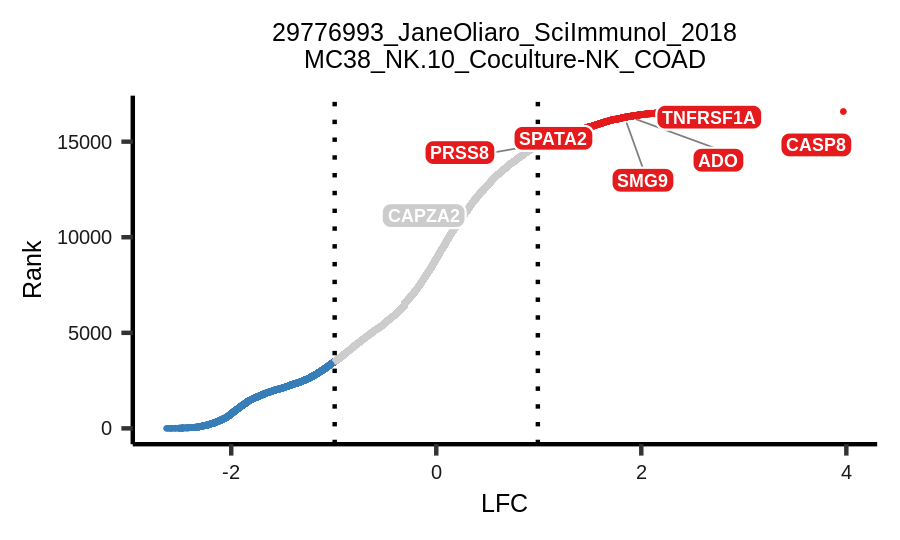 29776993_JaneOliaro_SciImmunol_2018
MC38_NK.10_Coculture-NK_COAD
Rank
15000
10000
5000
0
PRSS8
SPATA2
TNFRSF1A
CASP8
ADO
SMG9
CAPZA2
-2
0
2
4
LFC